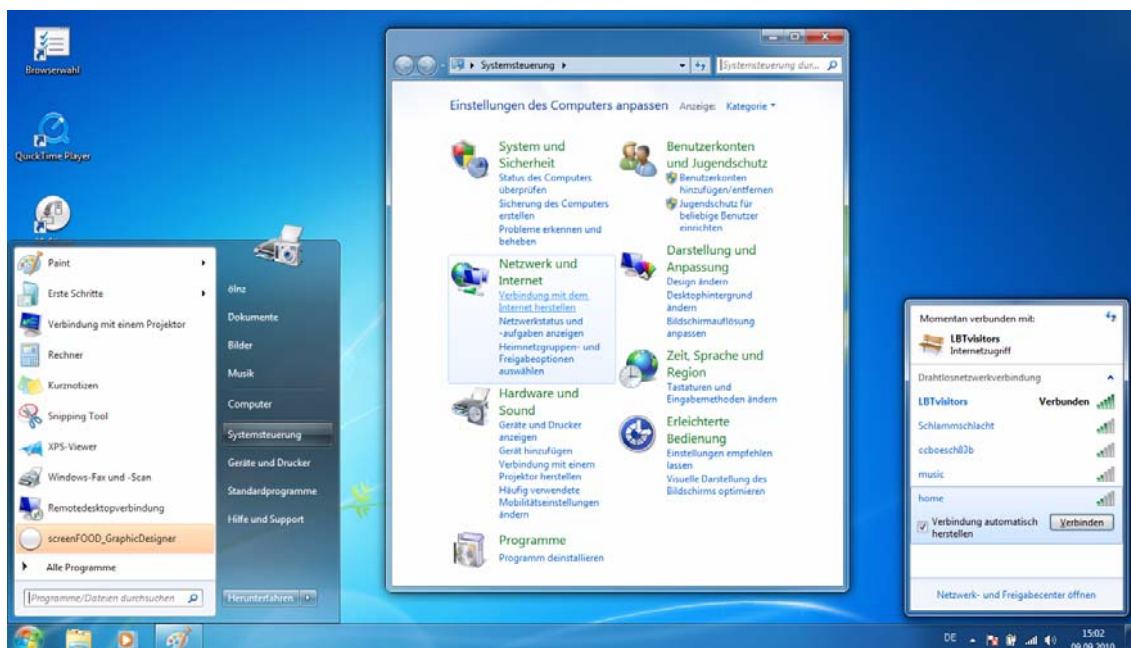 Browserwahl
QuickTime Player
Paint
Erste Schritte
Verbindung mit einem Projektor
Rechner
Kurznotizen
Snipping Tool
XPS-Viewer
Windows-Fax und -Scan
Remotedesktopverbindung
screenFOOD_GraphicDesigner
Alle Programme
Programme/Dateien durchsuchen
ölnz
Dokumente
Bilder
Musik
Computer
Systemsteuerung
Geräte und Drucker
Standardprogramme
Hilfe und Support
Herunterfahren
Systemsteuerung
Systemsteuerung dur...
Einstellungen des Computers anpassen Anzeige: Kategorie
System und
Sicherheit
Status des Computers
überprüfen
Sicherung des Computers
erstellen
Probleme erkennen und
beheben
Netzwerk und
Internet
Verbindung mit dem
Internet herstellen
Netzwerkstatus und
-aufgaben anzeigen
Heimnetzgruppen- und
Freigabeoptionen
auswählen
Hardware und
Sound
Geräte und Drucker
anzeigen
Gerät hinzufügen
Verbindung mit einem
Projektor herstellen
Häufig verwendete
Mobilitätseinstellungen
ändern
Programme
Programm deinstallieren
Benutzerkonten
und Jugendschutz
Benutzerkonten
hinzufügen/entfernen
Jugendschutz für
beliebige Benutzer
einrichten
Darstellung und
Anpassung
Design ändern
Desktophintergrund
ändern
Bildschirmauflösung
anpassen
Zeit, Sprache und
Region
Tastaturen und
Eingabemethoden ändern
Erleichterte
Bedienung
Einstellungen empfehlen
lassen
Visuelle Darstellung des
Bildschirms optimieren
Momentan verbunden mit:
LBTvisitors
Internetzugriff
Drahtlosnetzwerkverbindung
LBTvisitors Verbunden
Schlammschlacht
ccboesch83b
music
home
Verbindung automatisch
herstellen
Verbinden
Netzwerk- und Freigabecenter öffnen
DE
15:02
09.09.2010